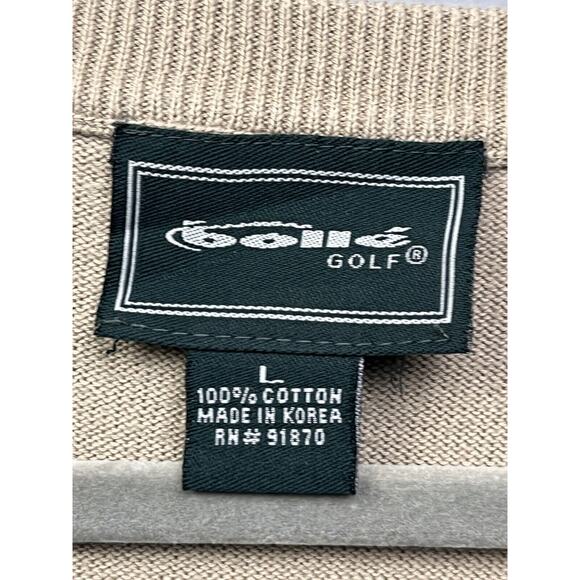 bollé
GOLF®
L
100% COTTON
MADE IN KOREA
RN# 91870